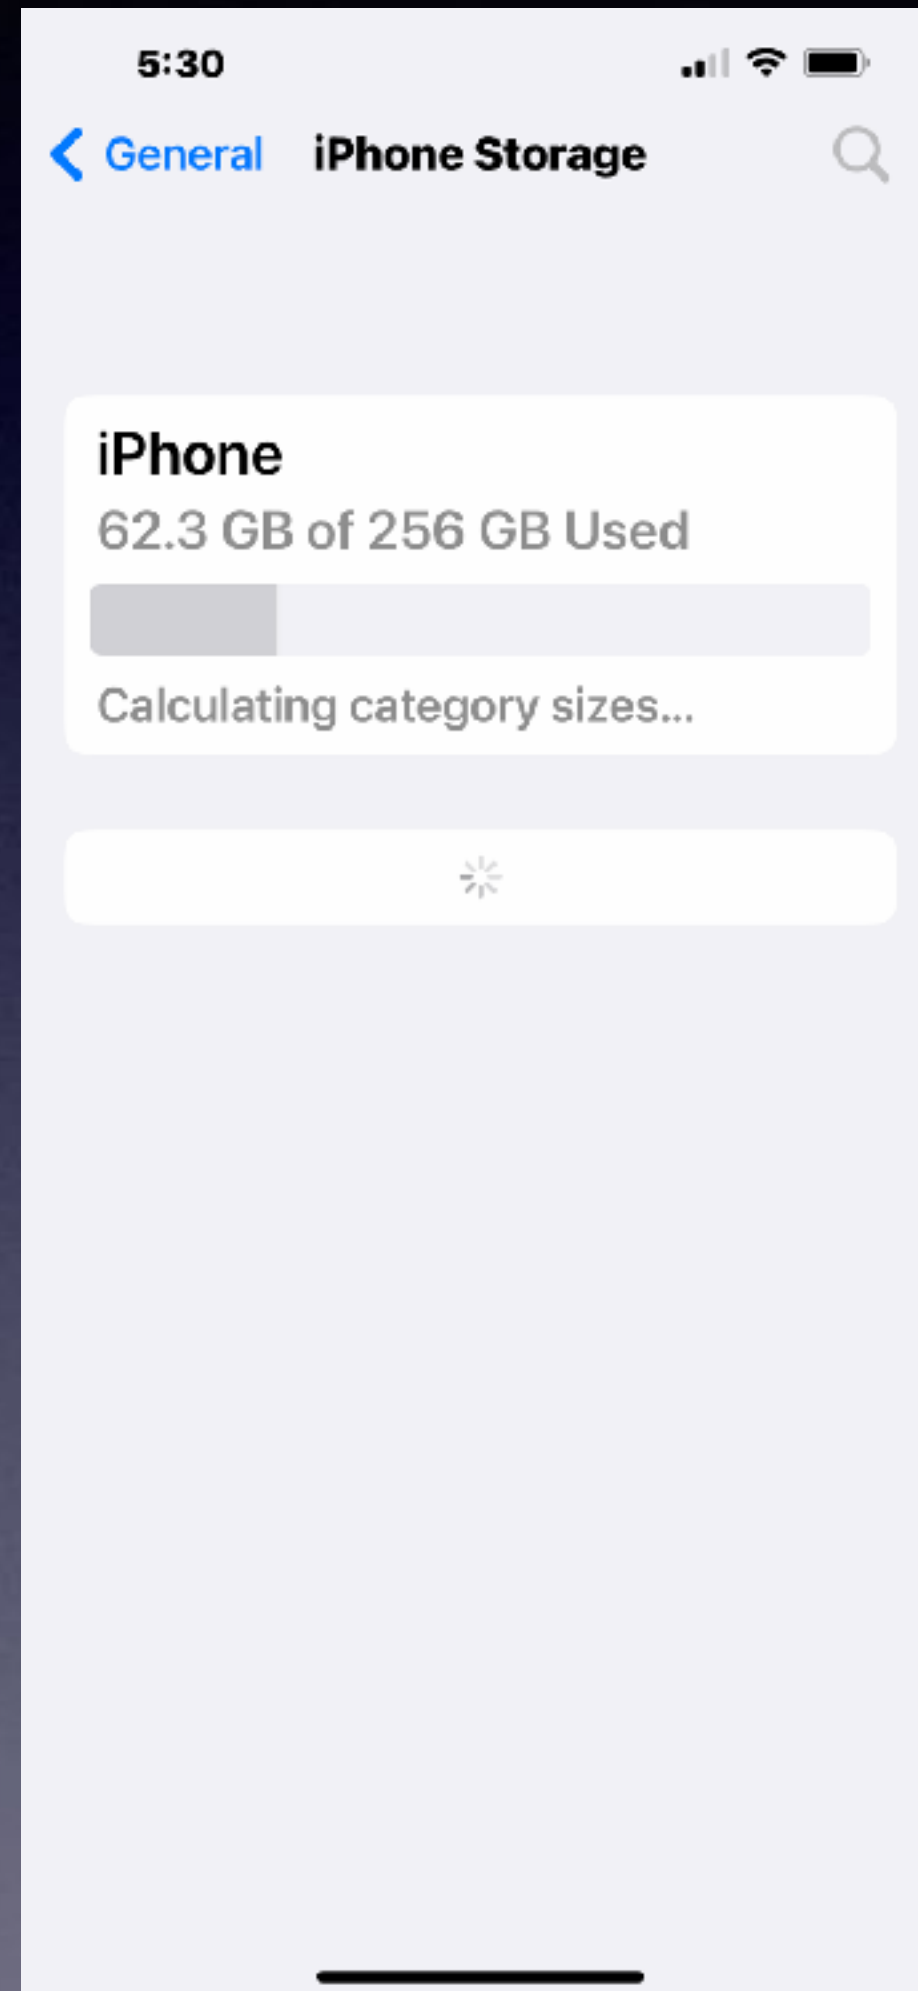 5:30
General iPhone Storage
iPhone
62.3 GB of 256 GB Used
Calculating category sizes...